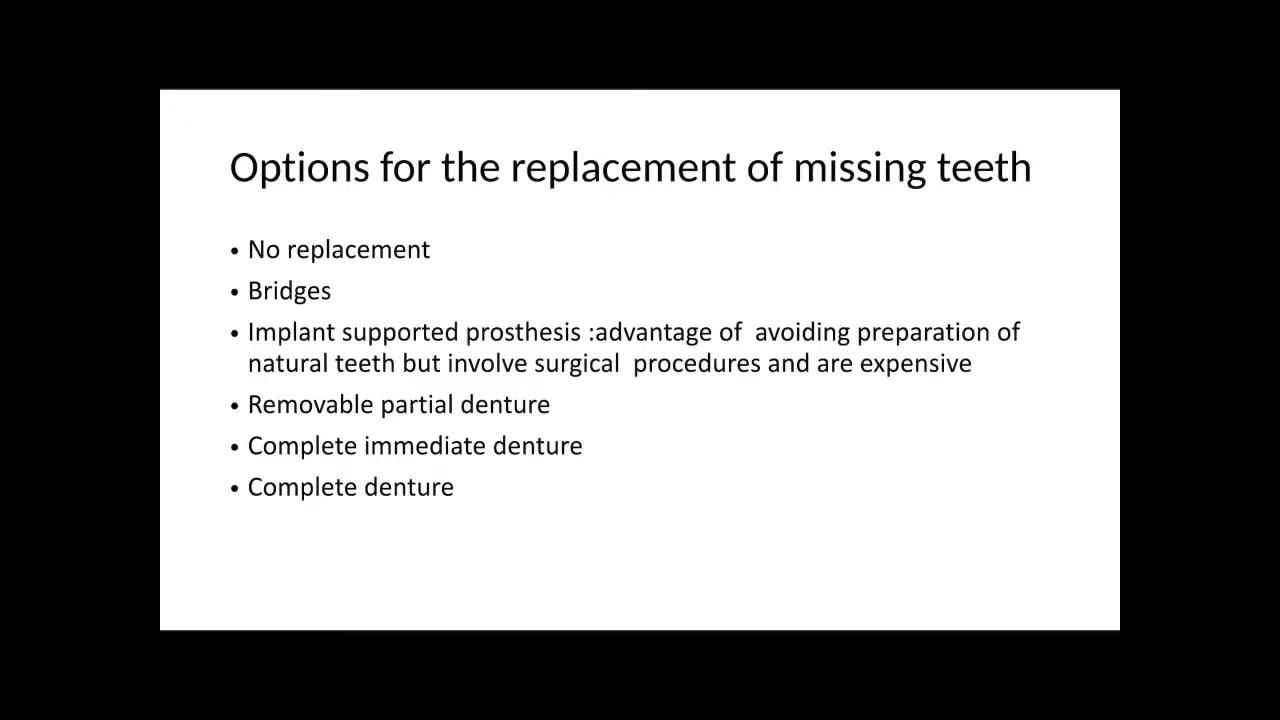 Options for the replacement of missing teeth
• No replacement
• Bridges
• Implant supported prosthesis :advantage of  avoiding preparation of
natural teeth but involve surgical  procedures and are expensive
• Removable partial denture
• Complete immediate denture
• Complete denture